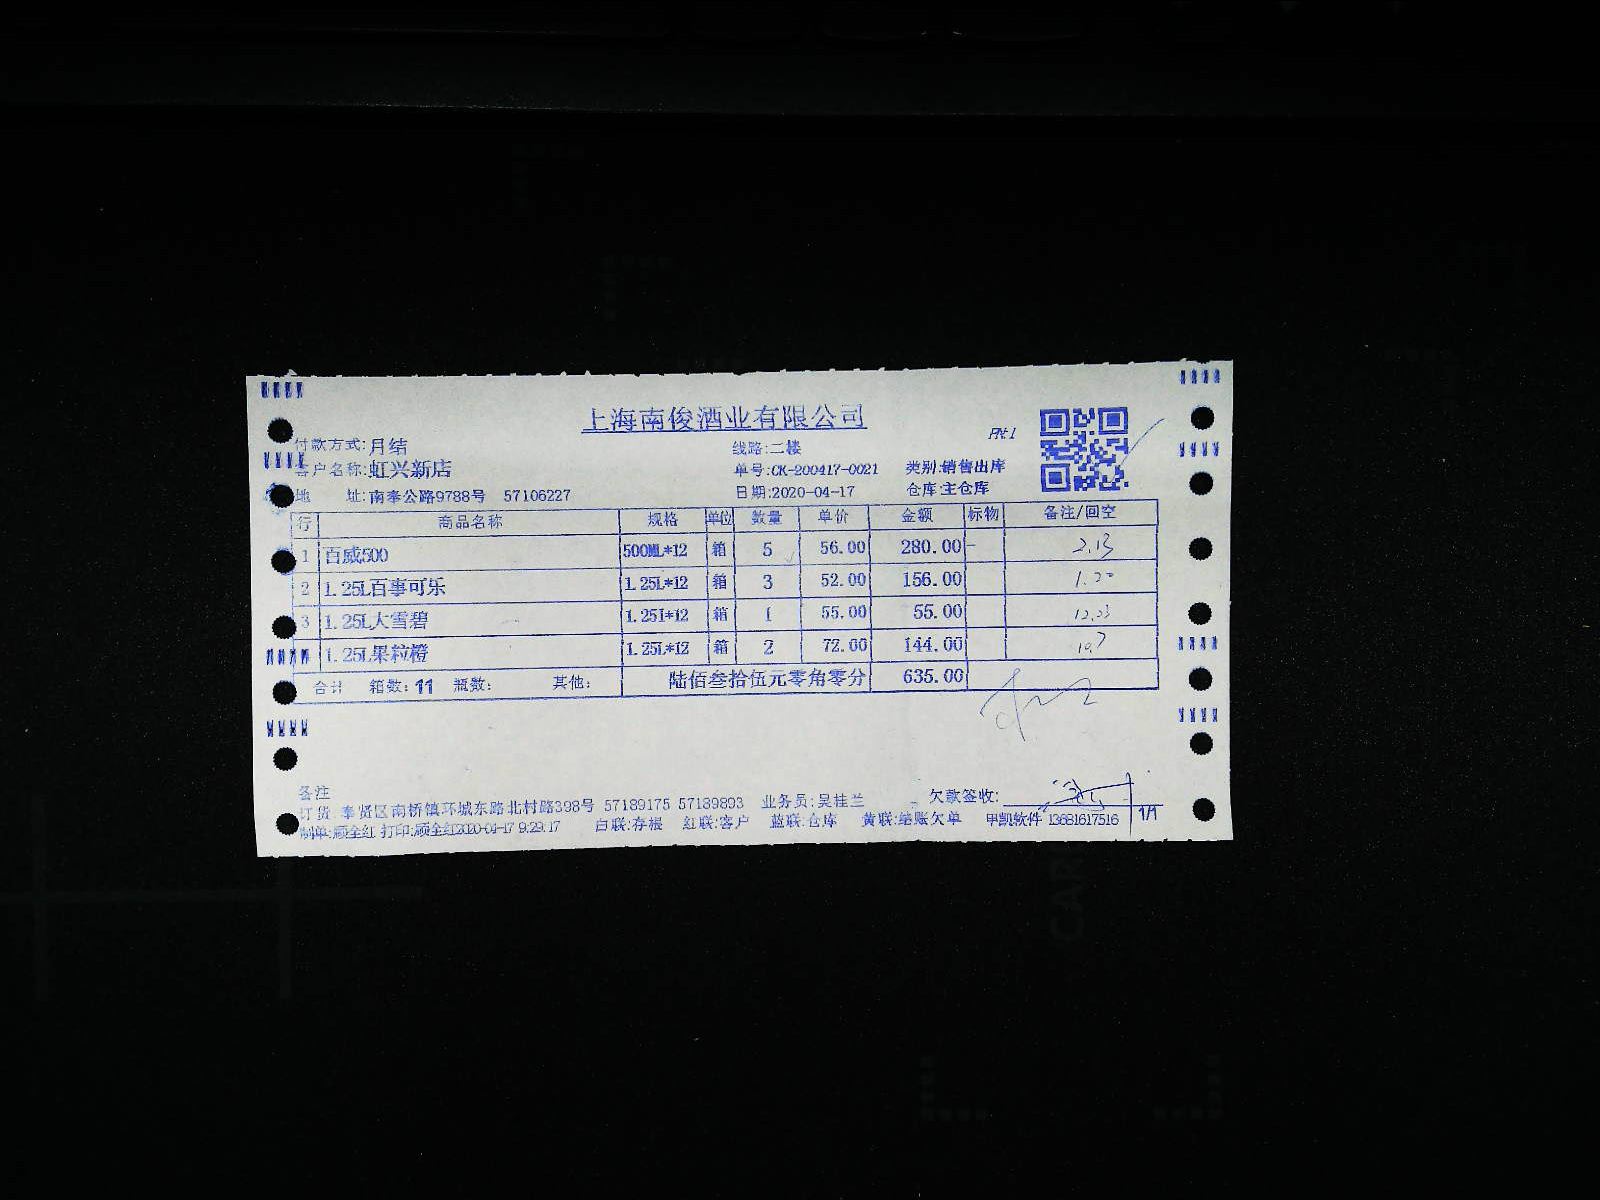 上海南俊酒业有限公司
付款方式:月结 线路:二楼 PN:1
客户名称:虹兴新店 单号:CK-200417-0021 类别:销售出库
地 址:南奉公路9788号 57106227 日期:2020-04-17 仓库:主仓库
行 商品名称 规格 单位 数量 单价 金额 标物 备注/回空
1 百威500 500ML*12 箱 5 56.00 280.00 - 2.13
2 1.25L百事可乐 1.25L*12 箱 3 52.00 156.00 1.20
3 1.25L大雪碧 1.25L*12 箱 1 55.00 55.00 12.23
1.25L果粒橙 1.25L*12 箱 2 72.00 144.00 10.7
合计 箱数:11 瓶数: 其他: 陆佰叁拾伍元零角零分 635.00
备注 欠款签收:
订货 奉贤区南桥镇环城东路北村路398号 57189175 57189893 业务员:吴桂兰
制单:顾全红 打印:顾全红2020-04-17 9:29:17 白联:存根 红联:客户 蓝联:仓库 黄联:结账欠单 甲凯软件 13681617516 1/1